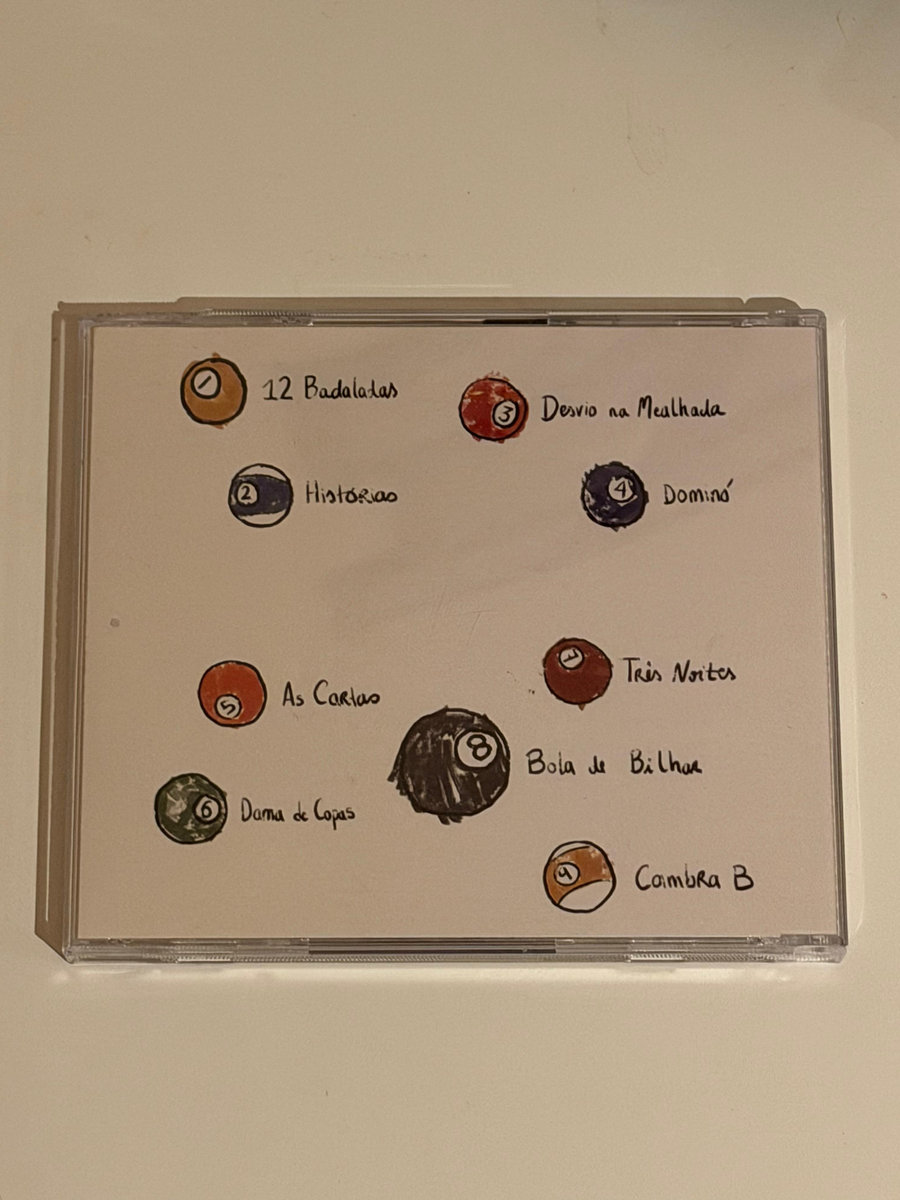 1 12 Badaladas
2 Histórias
3 Desvio na Mealhada
4 Dominó
5 As Cartas
6 Dama de Copas
7 Três Noites
8 Bola de Bilhar
9 Coimbra B